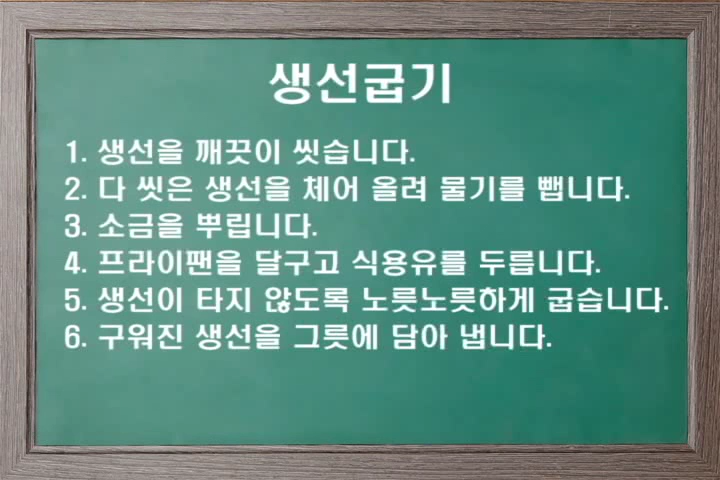 생선굽기
1. 생선을 깨끗이 씻습니다.
2. 다 씻은 생선을 체어 올려 물기를 뺍니다.
3. 소금을 뿌립니다.
4. 프라이팬을 달구고 식용유를 두릅니다.
5. 생선이 타지 않도록 노릇노릇하게 굽습니다.
6. 구워진 생선을 그릇에 담아 냅니다.